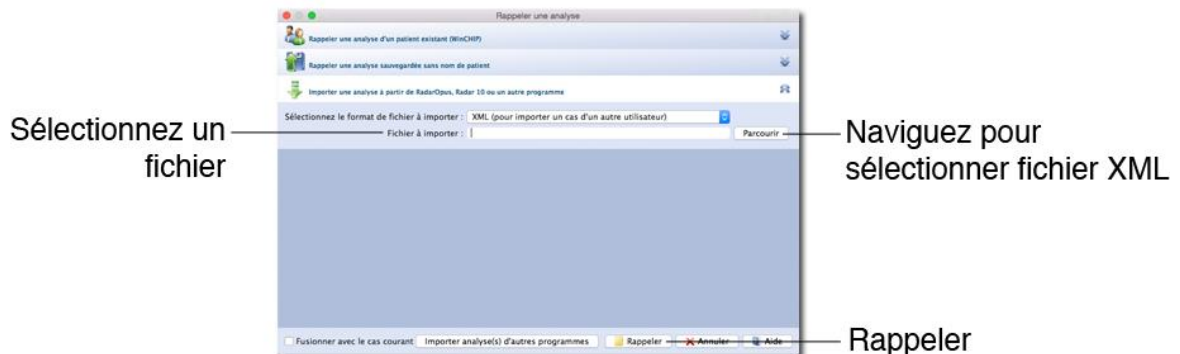 Rappeler une analyse
Rappeler une analyse d'un patient existant (WinCHIP)
Rappeler une analyse sauvegardée sans nom de patient
Importer une analyse à partir de RadarOpus, Radar 10 ou un autre programme
Sélectionnez le format de fichier à importer : XML (pour importer un cas d'un autre utilisateur)
Fichier à importer : Parcourir
Sélectionnez un
fichier
Naviguez pour
sélectionner fichier XML
Fusionner avec le cas courant Importer analyse(s) d'autres programmes Rappeler Annuler Aide
Rappeler